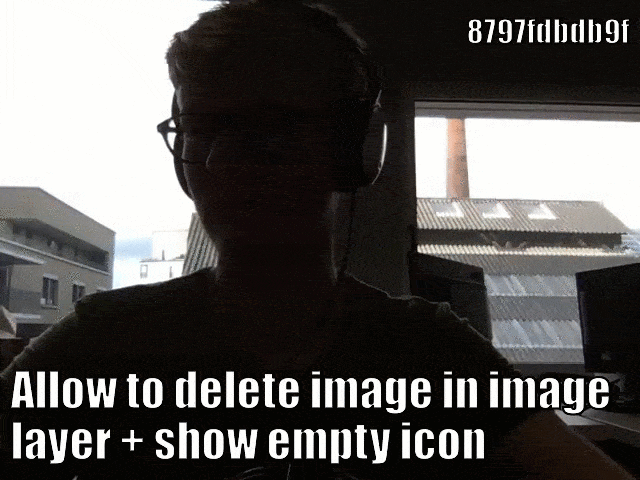 8797fdbdb9f
Allow to delete image in image
layer + show empty icon